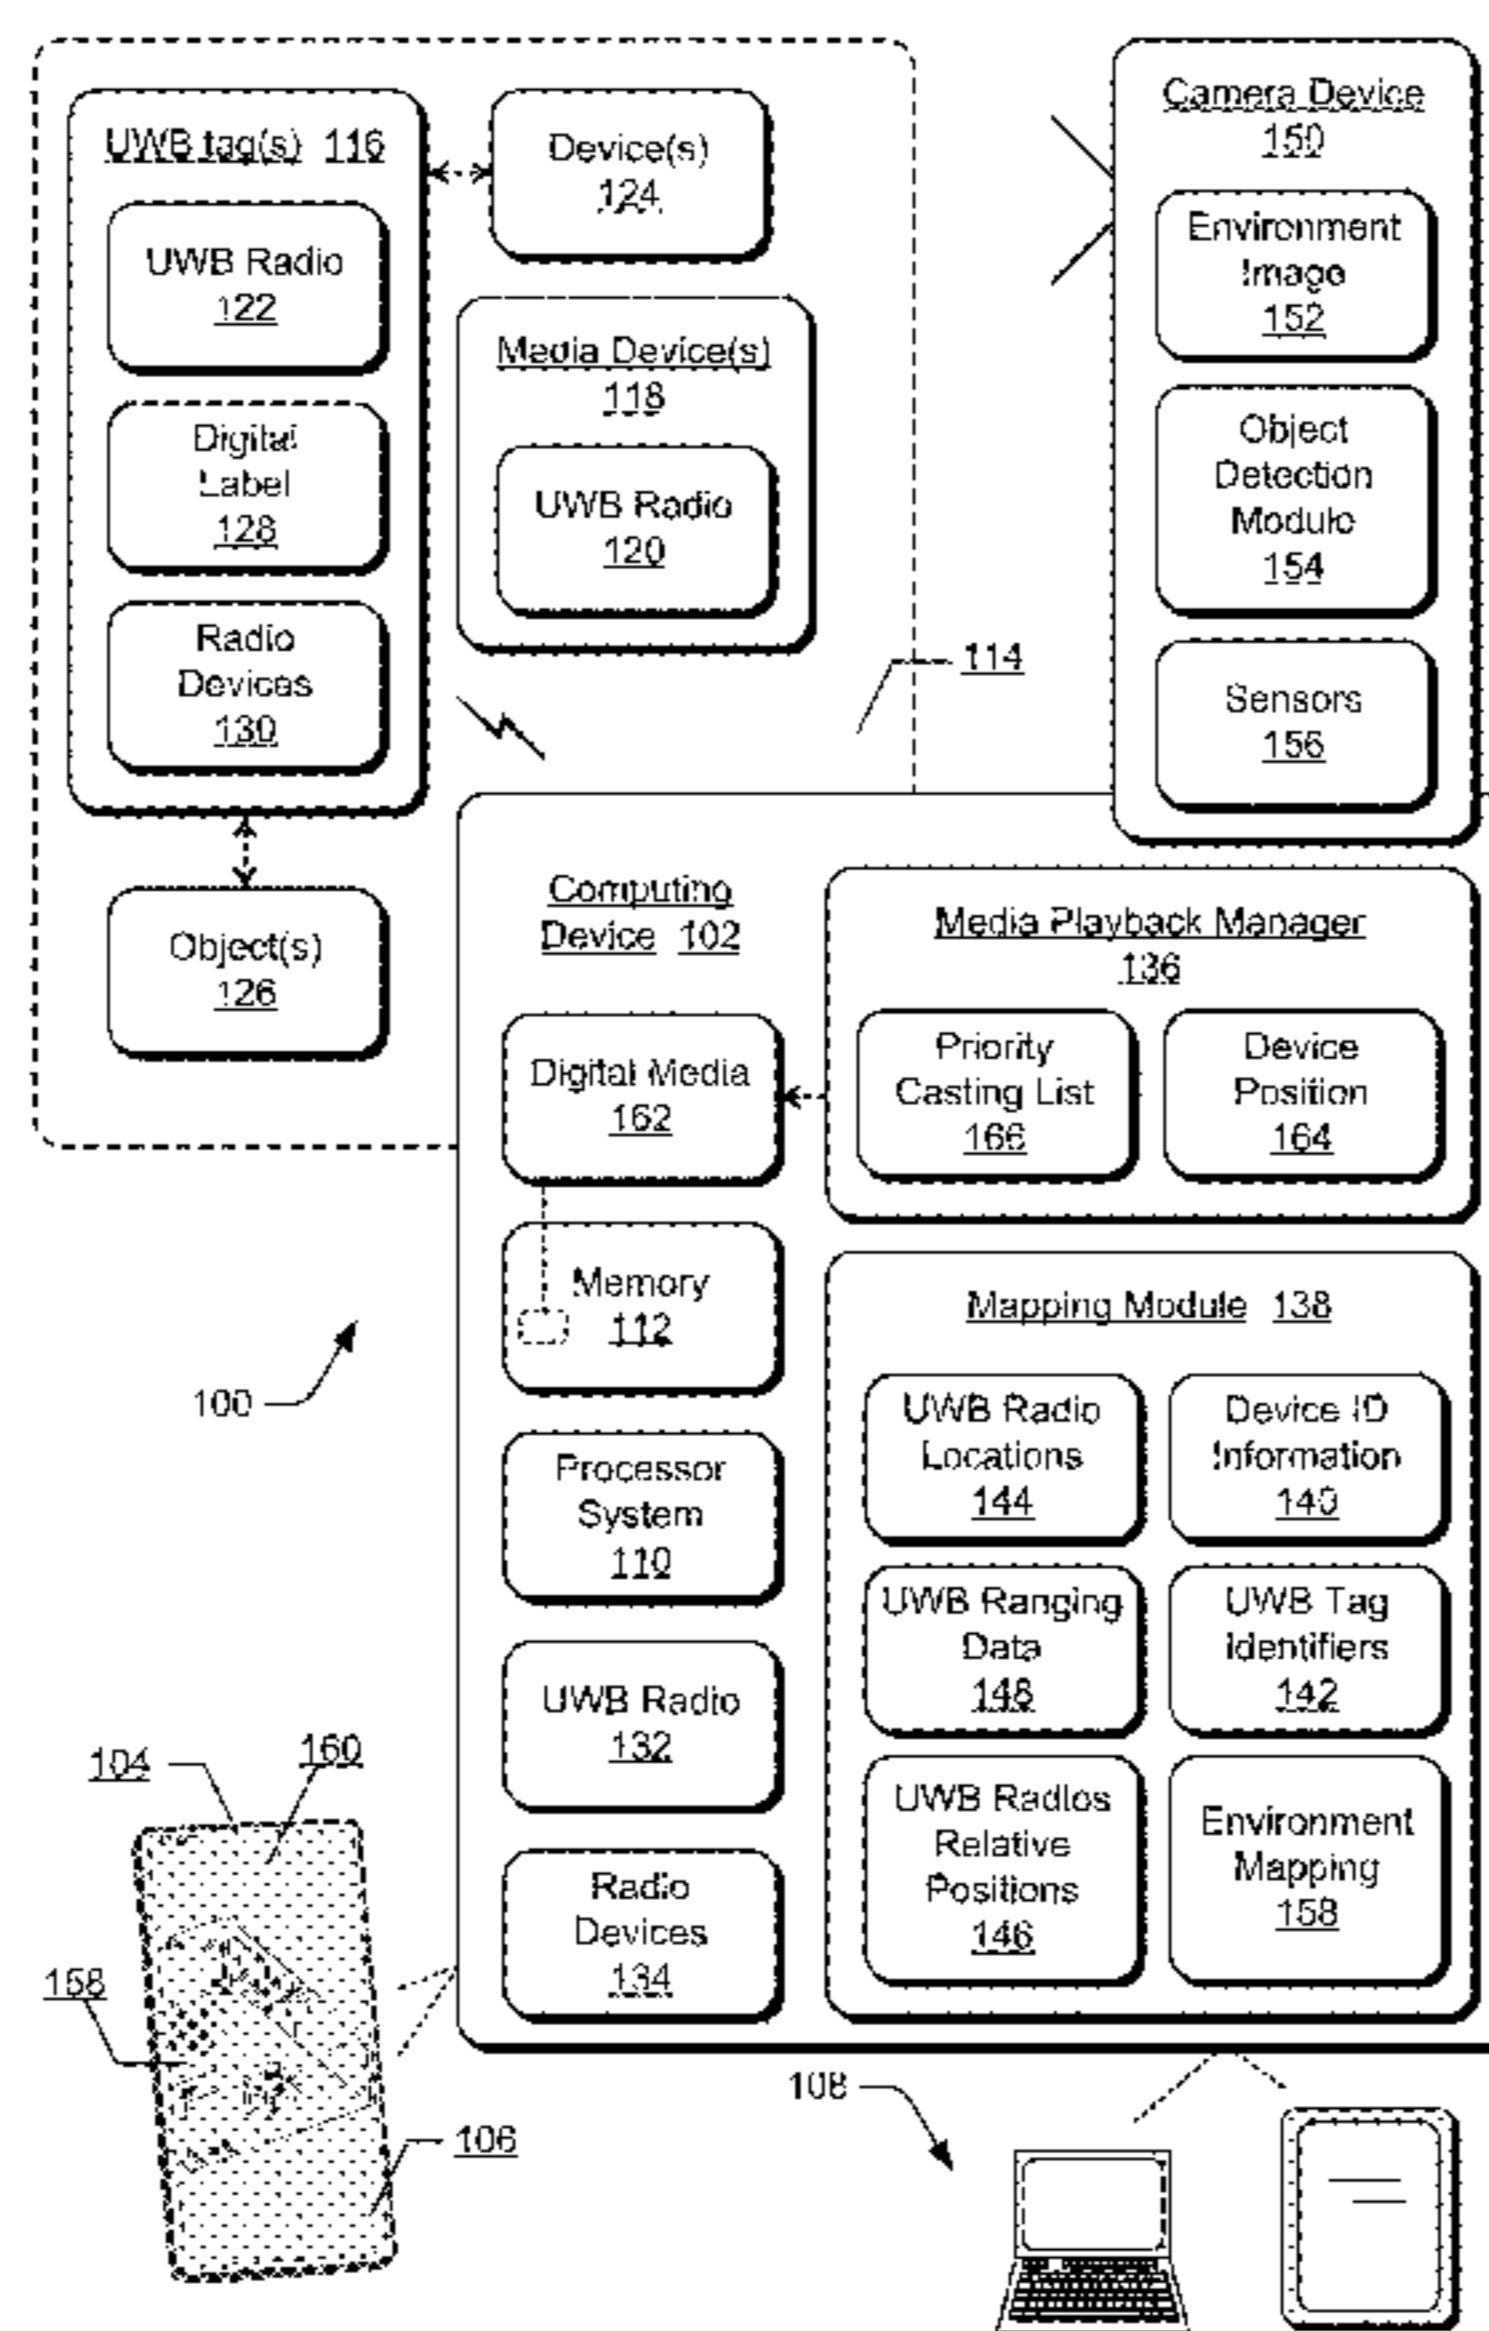 UWB tag(s) 116
UWB Radio
122
Digital
Label
128
Radio
Devices
130
Device(s)
124
Media Device(s)
118
UWB Radio
120
114
Object(s)
126
Camera Device
150
Environment
Image
152
Object
Detection
Module
154
Sensors
156
Computing
Device 102
Digital Media
162
Memory
112
Processor
System
110
UWB Radio
132
Radio
Devices
134
Media Playback Manager
136
Priority
Casting List
166
Device
Position
164
Mapping Module 138
UWB Radio
Locations
144
Device ID
Information
140
UWB Ranging
Data
148
UWB Tag
Identifiers
142
UWB Radios
Relative
Positions
146
Environment
Mapping
158
100
104
160
158
106
108